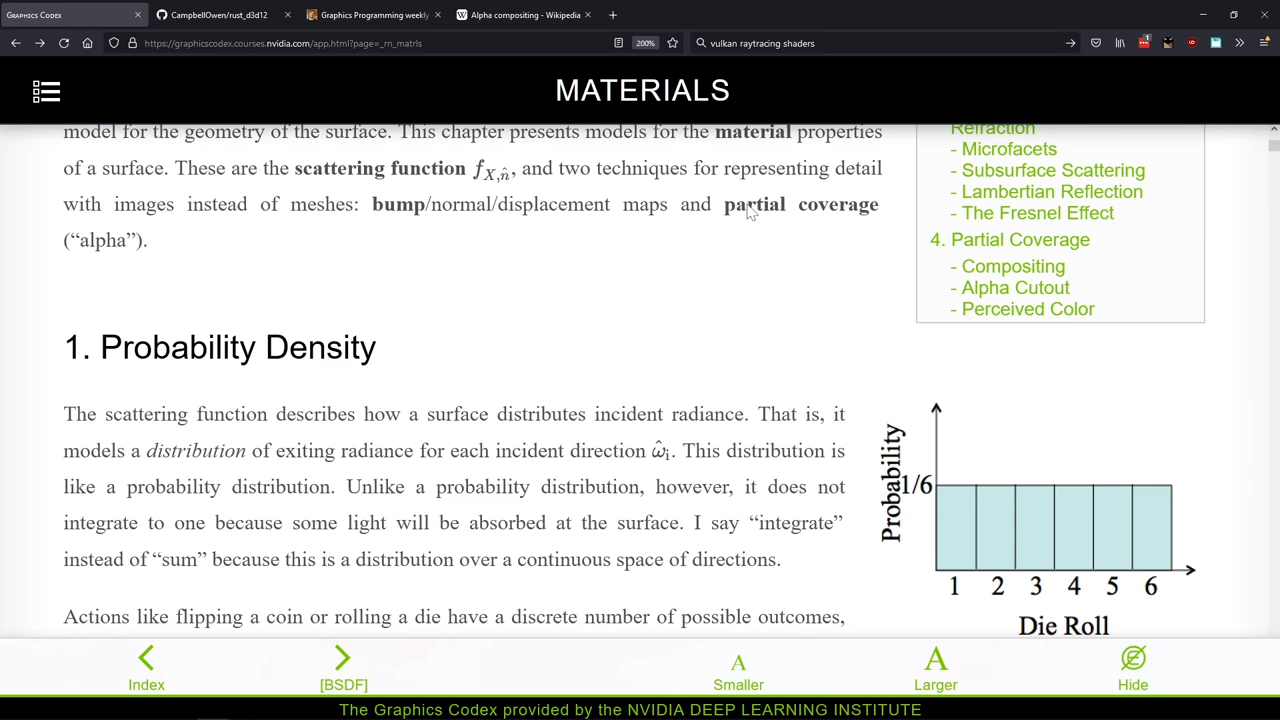 GRAPHICS CODEX
CampbellOwen/rust_d3d12
Graphics Programming weekly
Alpha compositing - Wikipedia
https://graphicscodex.courses.nvidia.com/app.html?page=_rn_matrls
200%
vulkan raytracing shaders
MATERIALS
model for the geometry of the surface. This chapter presents models for the material properties
of a surface. These are the scattering function f_{X,n̂}, and two techniques for representing detail
with images instead of meshes: bump/normal/displacement maps and partial coverage
(“alpha”).
Refraction
- Microfacets
- Subsurface Scattering
- Lambertian Reflection
- The Fresnel Effect
4. Partial Coverage
- Compositing
- Alpha Cutout
- Perceived Color
1. Probability Density
The scattering function describes how a surface distributes incident radiance. That is, it
models a distribution of exiting radiance for each incident direction ω̂ᵢ. This distribution is
like a probability distribution. Unlike a probability distribution, however, it does not
integrate to one because some light will be absorbed at the surface. I say “integrate”
instead of “sum” because this is a distribution over a continuous space of directions.
Actions like flipping a coin or rolling a die have a discrete number of possible outcomes,
Probability
1/6
1 2 3 4 5 6
Die Roll
Index
[BSDF]
A
Smaller
A
Larger
Hide
The Graphics Codex provided by the NVIDIA DEEP LEARNING INSTITUTE